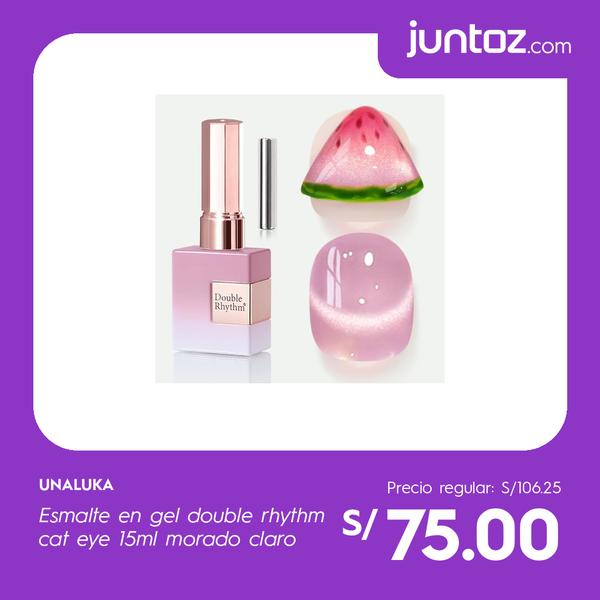 juntoz.com
Double
Rhythm
UNALUKA
Esmalte en gel double rhythm
cat eye 15ml morado claro
Precio regular: S/106.25
S/75.00